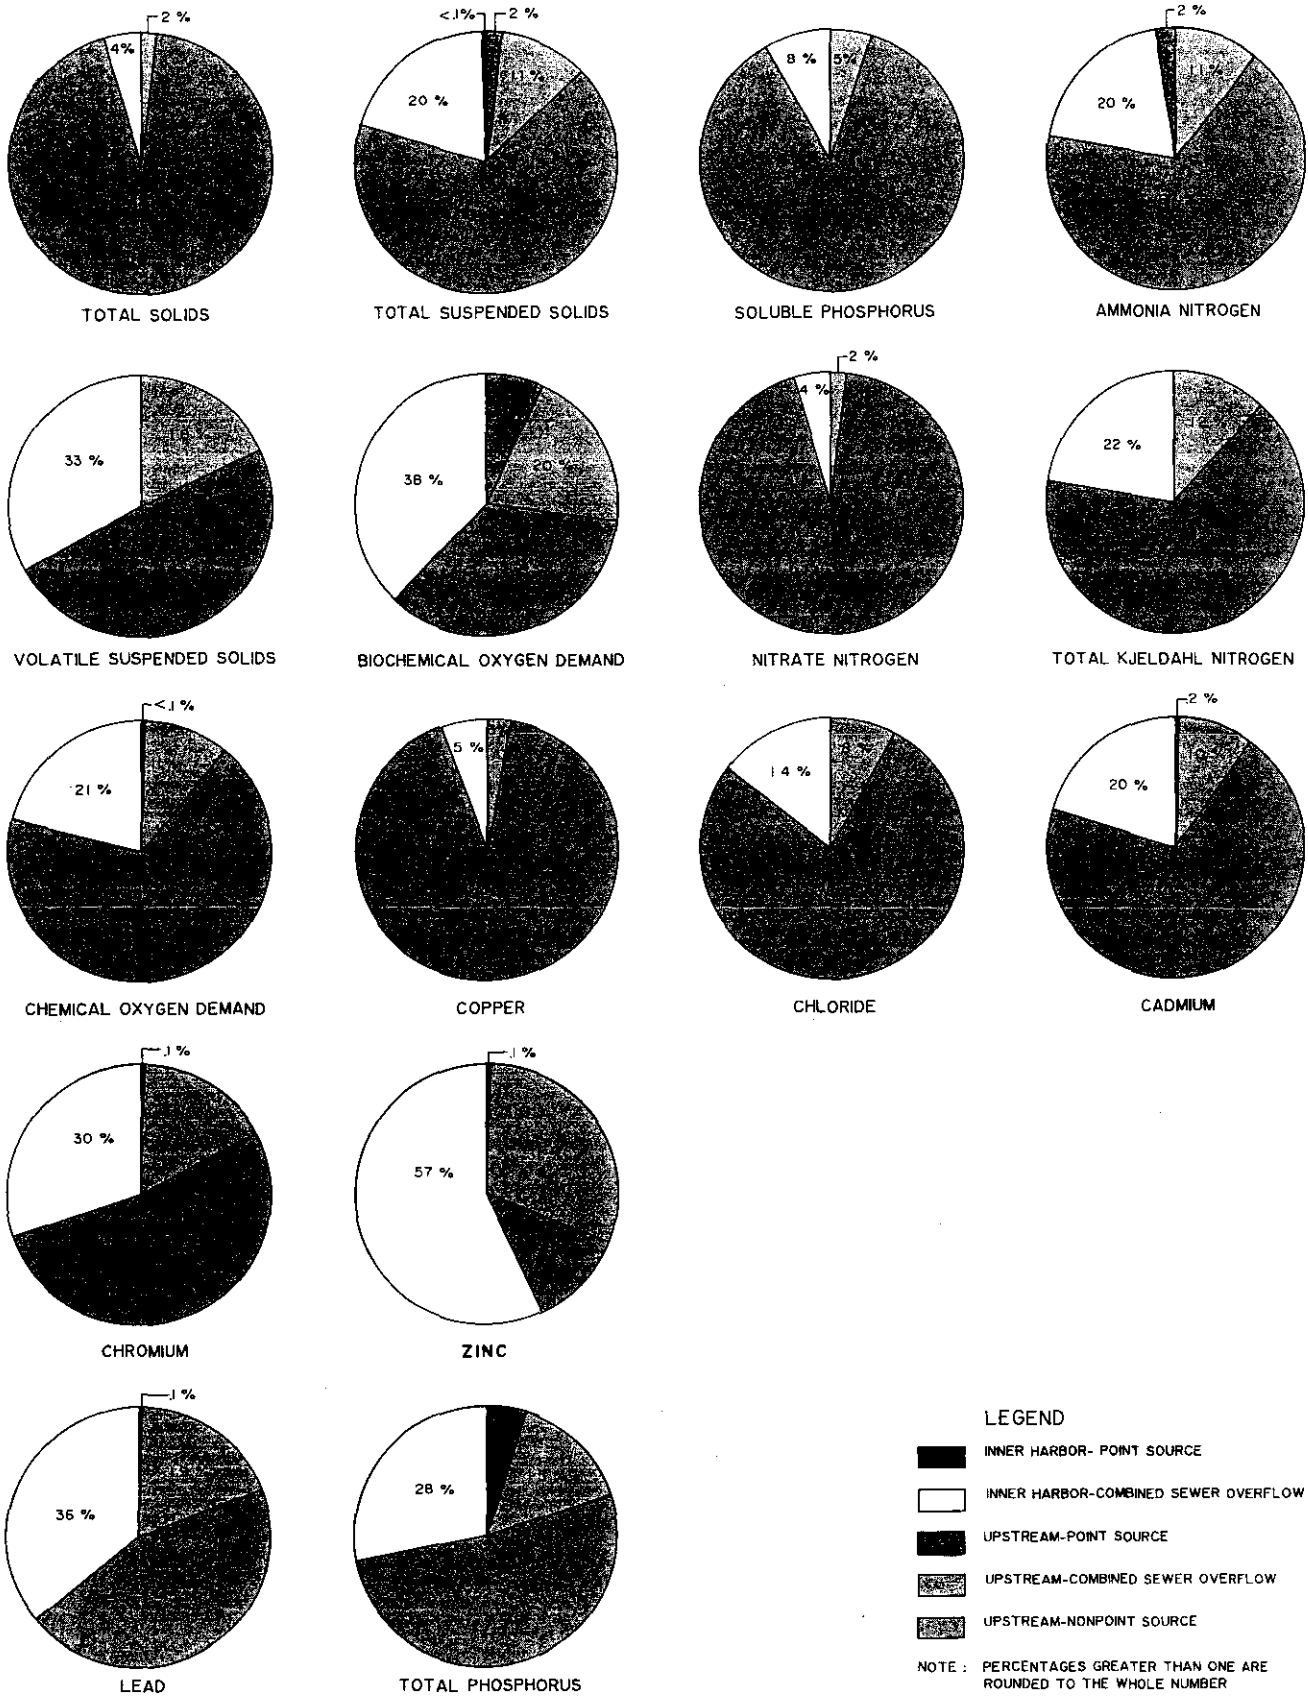 2 %
<.1%
2 %
2 %
4%
20 %
11 %
8 %
5%
20 %
11 %
TOTAL SOLIDS
TOTAL SUSPENDED SOLIDS
SOLUBLE PHOSPHORUS
AMMONIA NITROGEN
2 %
33 %
38 %
20
4 %
22 %
VOLATILE SUSPENDED SOLIDS
BIOCHEMICAL OXYGEN DEMAND
NITRATE NITROGEN
TOTAL KJELDAHL NITROGEN
<.1 %
.2 %
21 %
5 %
14 %
20 %
CHEMICAL OXYGEN DEMAND
COPPER
CHLORIDE
CADMIUM
.1 %
.1 %
30 %
57 %
CHROMIUM
ZINC
.1 %
36 %
28 %
LEAD
TOTAL PHOSPHORUS
LEGEND
INNER HARBOR- POINT SOURCE
INNER HARBOR-COMBINED SEWER OVERFLOW
UPSTREAM-POINT SOURCE
UPSTREAM-COMBINED SEWER OVERFLOW
UPSTREAM-NONPOINT SOURCE
NOTE : PERCENTAGES GREATER THAN ONE ARE
ROUNDED TO THE WHOLE NUMBER